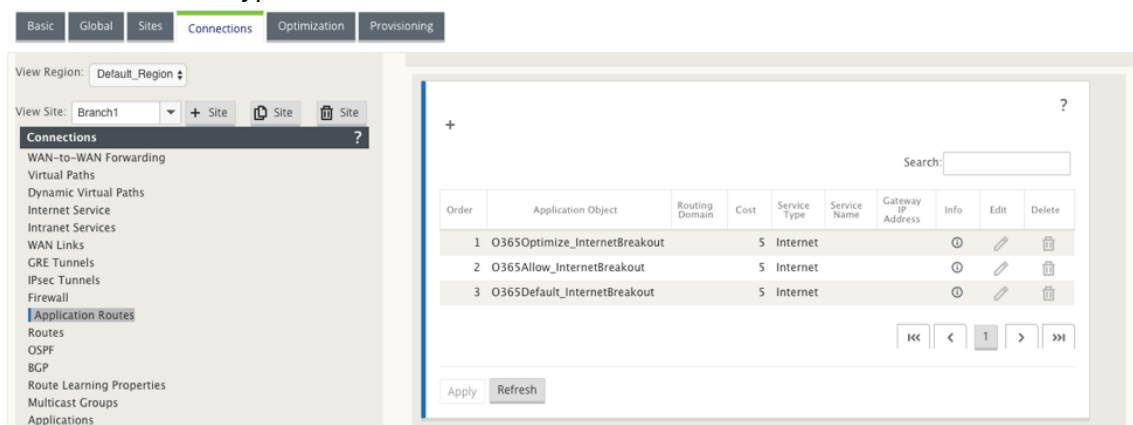 Basic Global Sites Connections Optimization Provisioning
View Region: Default_Region
View Site: Branch1 + Site Site Site
Connections ?
WAN-to-WAN Forwarding
Virtual Paths
Dynamic Virtual Paths
Internet Service
Intranet Services
WAN Links
GRE Tunnels
IPsec Tunnels
Firewall
Application Routes
Routes
OSPF
BGP
Route Learning Properties
Multicast Groups
Applications
?
+
Search:
Order Application Object Routing Domain Cost Service Type Service Name Gateway IP Address Info Edit Delete
1 O365Optimize_InternetBreakout 5 Internet
2 O365Allow_InternetBreakout 5 Internet
3 O365Default_InternetBreakout 5 Internet
1
Apply Refresh